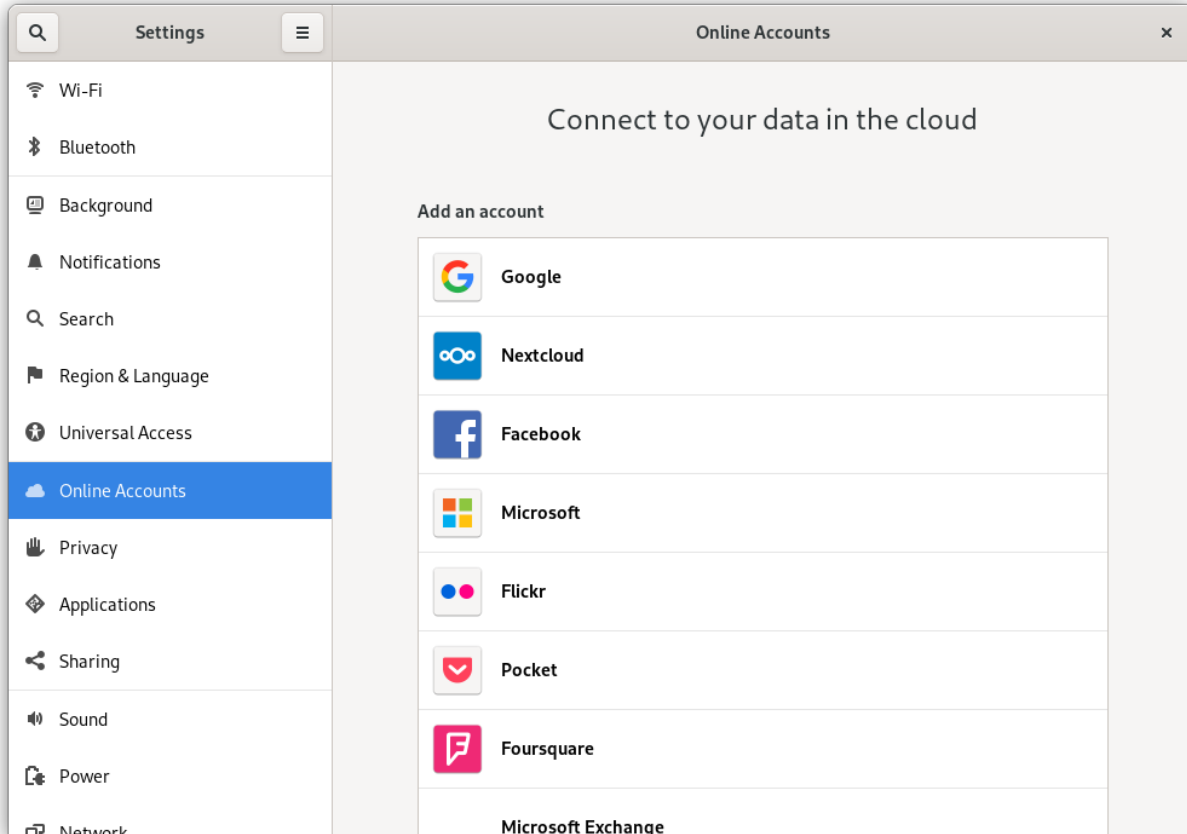 Settings
Online Accounts
Wi-Fi
Bluetooth
Background
Notifications
Search
Region & Language
Universal Access
Online Accounts
Privacy
Applications
Sharing
Sound
Power
Network
Connect to your data in the cloud
Add an account
Google
Nextcloud
Facebook
Microsoft
Flickr
Pocket
Foursquare
Microsoft Exchange